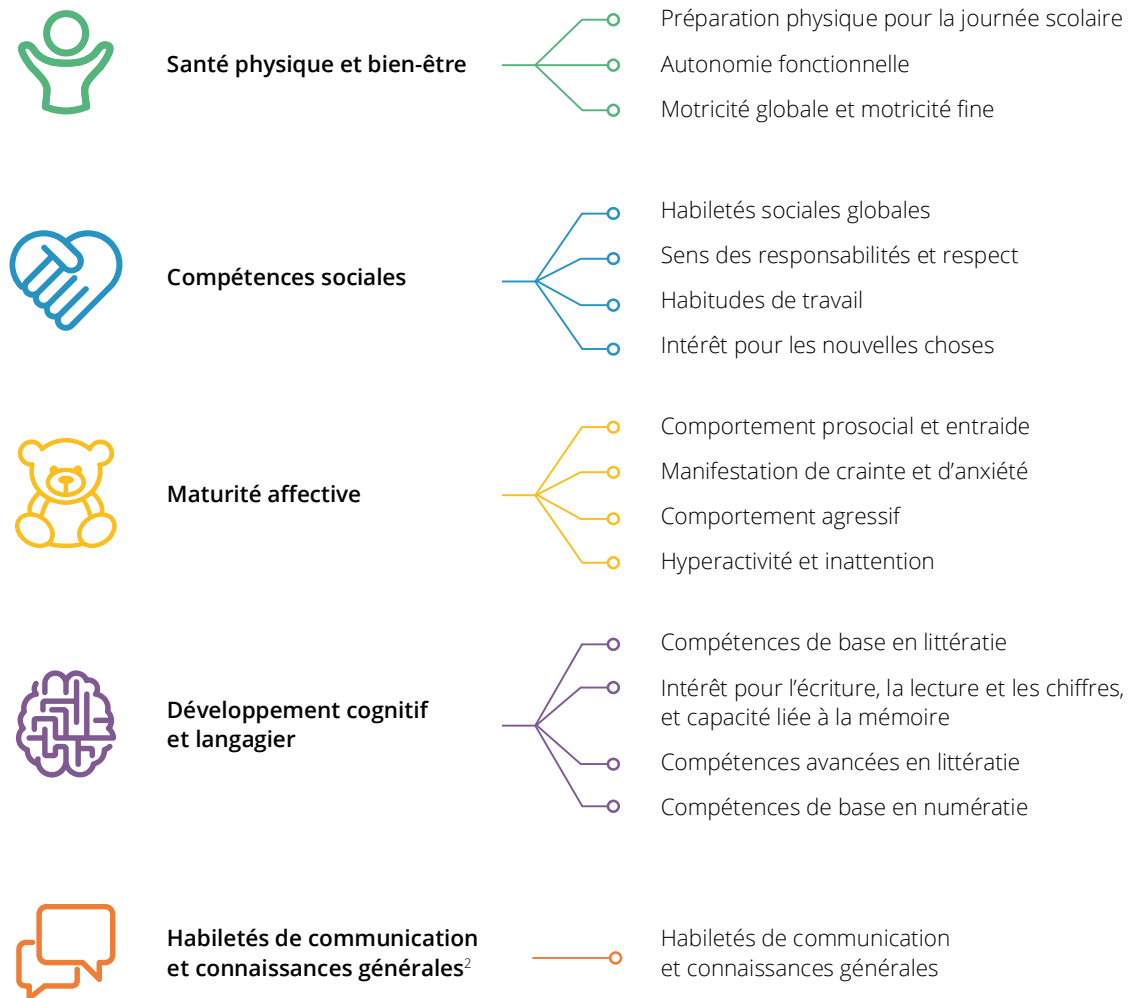 Santé physique et bien-être
Préparation physique pour la journée scolaire
Autonomie fonctionnelle
Motricité globale et motricité fine
Compétences sociales
Habiletés sociales globales
Sens des responsabilités et respect
Habitudes de travail
Intérêt pour les nouvelles choses
Maturité affective
Comportement prosocial et entraide
Manifestation de crainte et d’anxiété
Comportement agressif
Hyperactivité et inattention
Développement cognitif
et langagier
Compétences de base en littératie
Intérêt pour l’écriture, la lecture et les chiffres,
et capacité liée à la mémoire
Compétences avancées en littératie
Compétences de base en numératie
Habiletés de communication
et connaissances générales²
Habiletés de communication
et connaissances générales